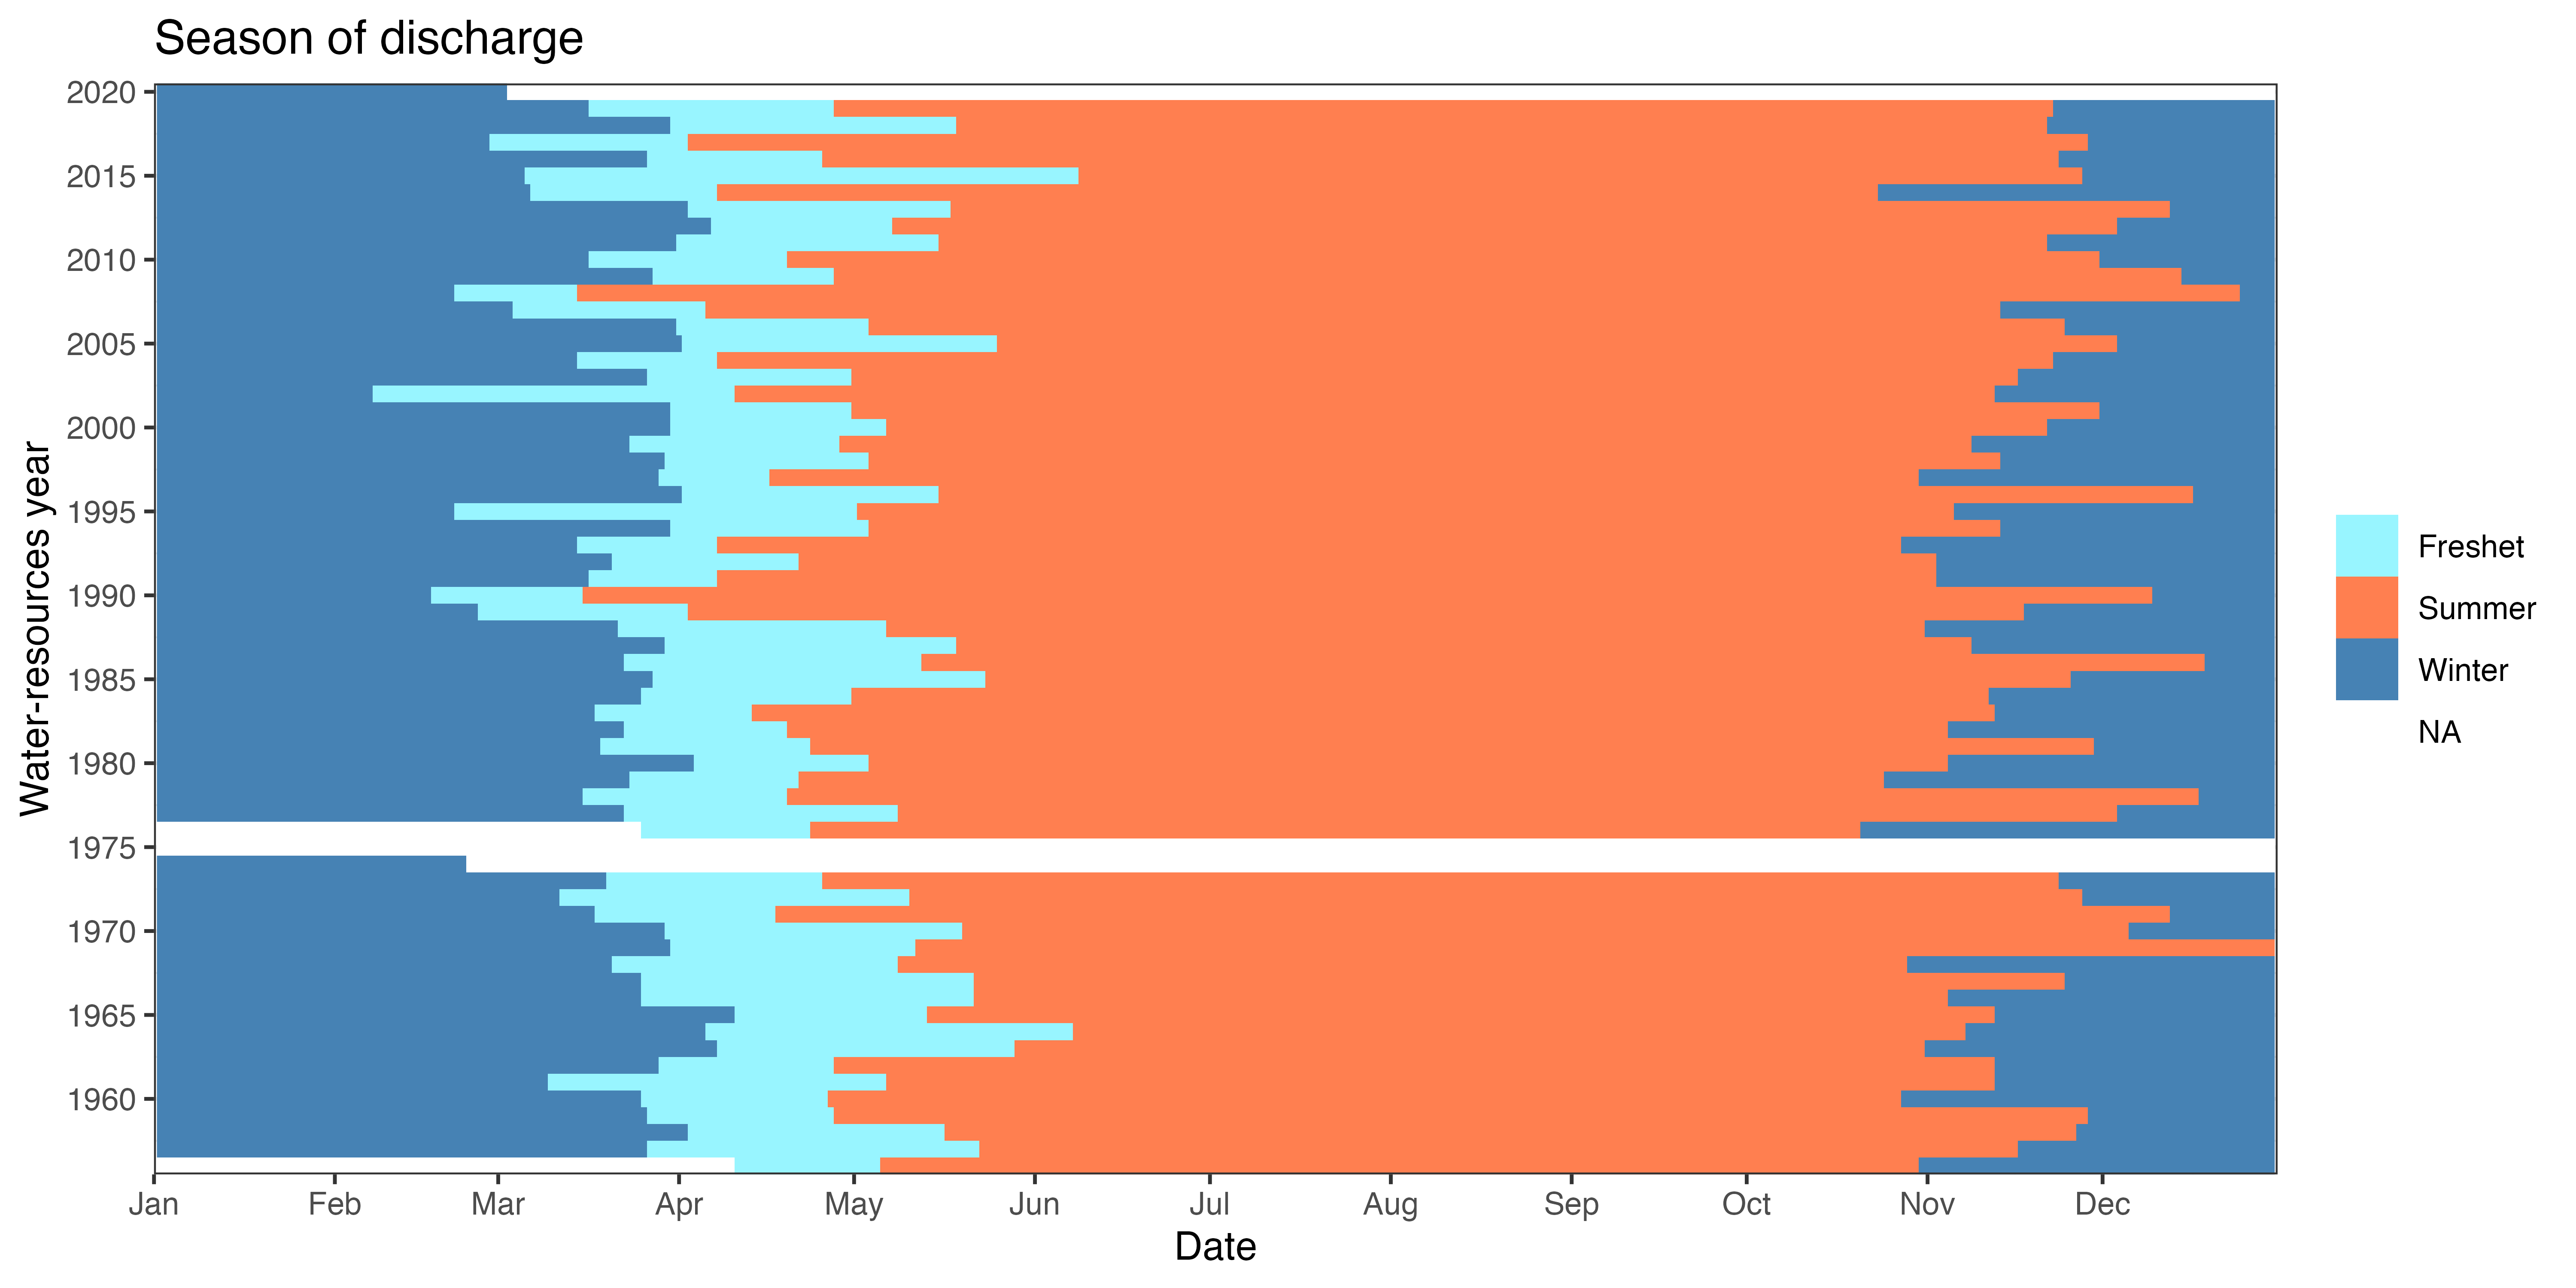 Season of discharge
Water-resources year
2020
2015
2010
2005
2000
1995
1990
1985
1980
1975
1970
1965
1960
Jan Feb Mar Apr May Jun Jul Aug Sep Oct Nov Dec
Date
Freshet
Summer
Winter
NA